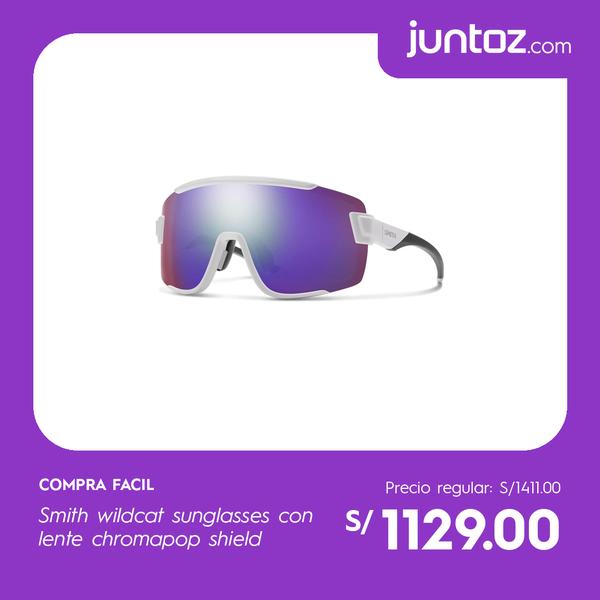 juntoz.com
COMPRA FACIL
Smith wildcat sunglasses con
lente chromapop shield
Precio regular: S/1411.00
S/ 1129.00